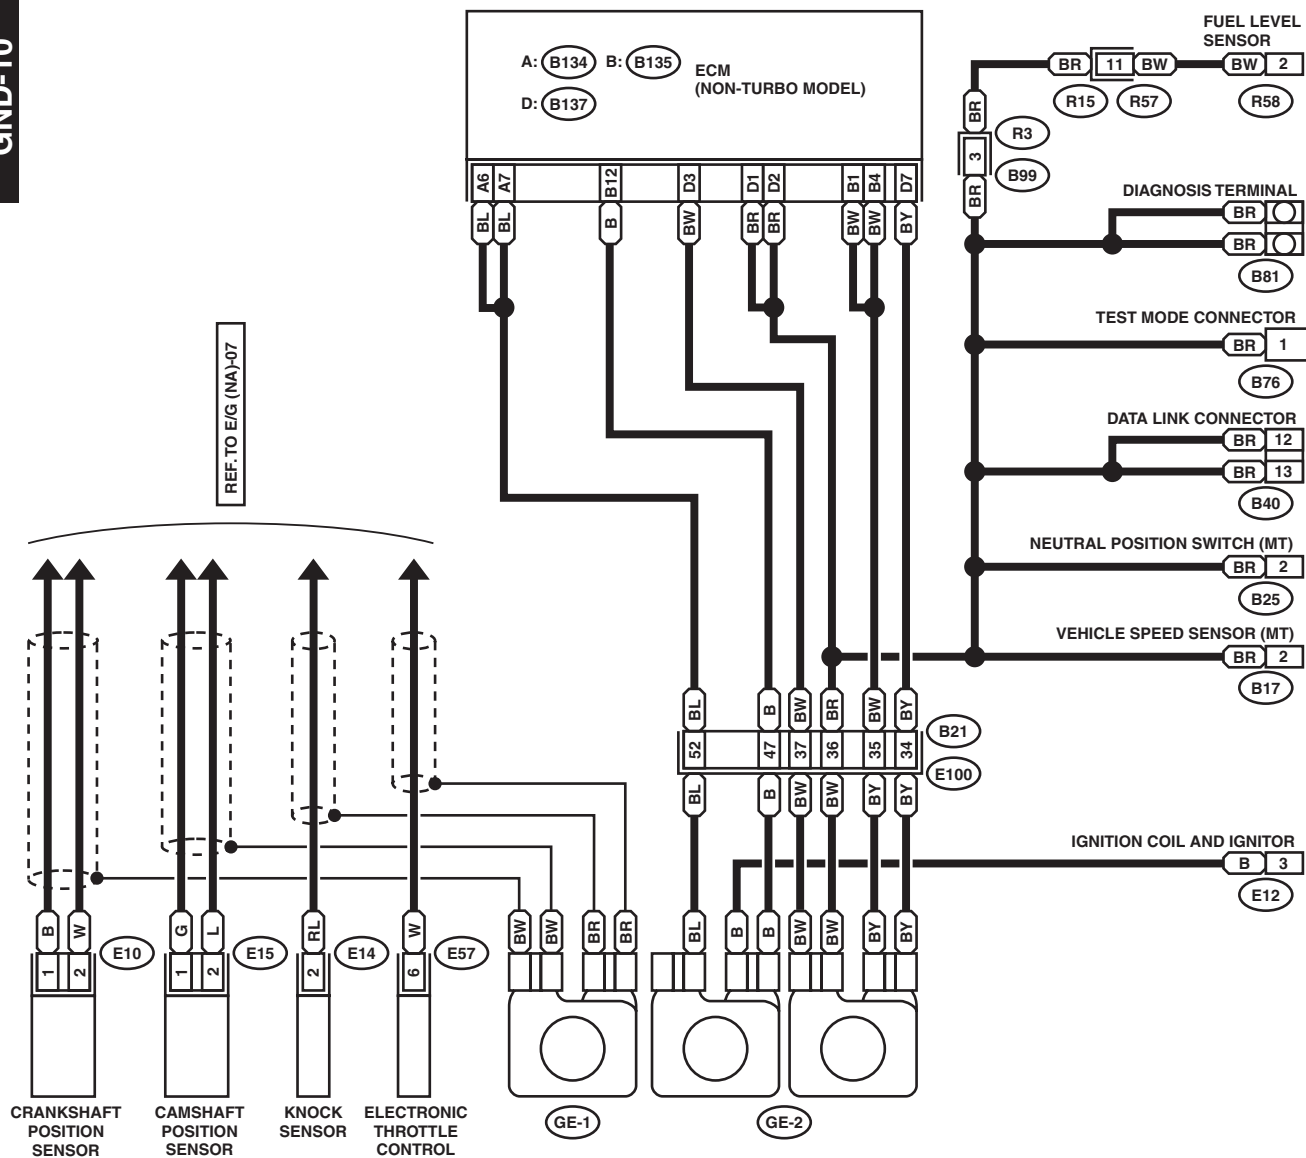 GND-10
A: B134 B: B135
D: B137
ECM
(NON-TURBO MODEL)
FUEL LEVEL
SENSOR
BR 11 BW BW 2
R15 R57 R58
BR
3
BR
R3
B99
A6 A7 B12 D3 D1 D2 B1 B4 D7
BL BL B BW BR BR BW BW BY
DIAGNOSIS TERMINAL
BR
BR
B81
TEST MODE CONNECTOR
BR 1
B76
REF. TO E/G (NA)-07
DATA LINK CONNECTOR
BR 12
BR 13
B40
NEUTRAL POSITION SWITCH (MT)
BR 2
B25
VEHICLE SPEED SENSOR (MT)
BR 2
B17
BL B BW BR BW BY
52 47 37 36 35 34
BL B BW BW BY BY
B21
E100
IGNITION COIL AND IGNITOR
B 3
E12
B W G L RL W BW BW BR BR BL B B BW BW BY BY
1 2 E10 1 2 E15 2 E14 6 E57
CRANKSHAFT
POSITION
SENSOR
CAMSHAFT
POSITION
SENSOR
KNOCK
SENSOR
ELECTRONIC
THROTTLE
CONTROL
GE-1
GE-2